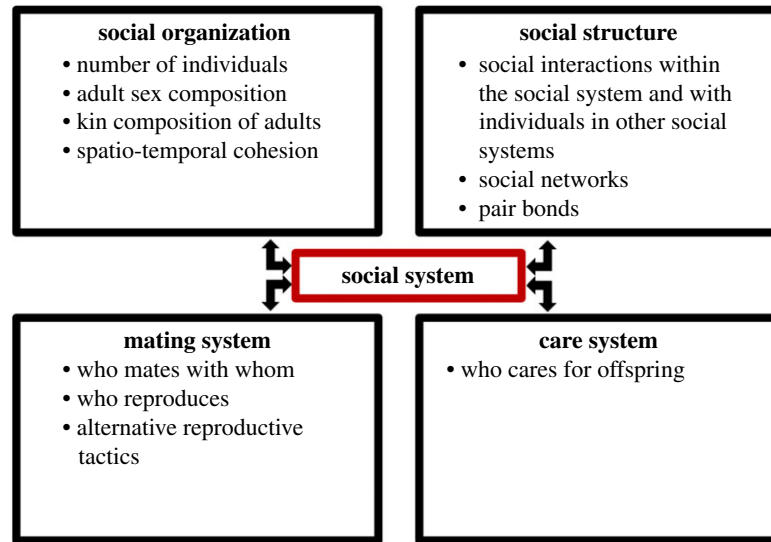 social organization
• number of individuals
• adult sex composition
• kin composition of adults
• spatio-temporal cohesion
social structure
• social interactions within
the social system and with
individuals in other social
systems
• social networks
• pair bonds
social system
mating system
• who mates with whom
• who reproduces
• alternative reproductive
tactics
care system
• who cares for offspring